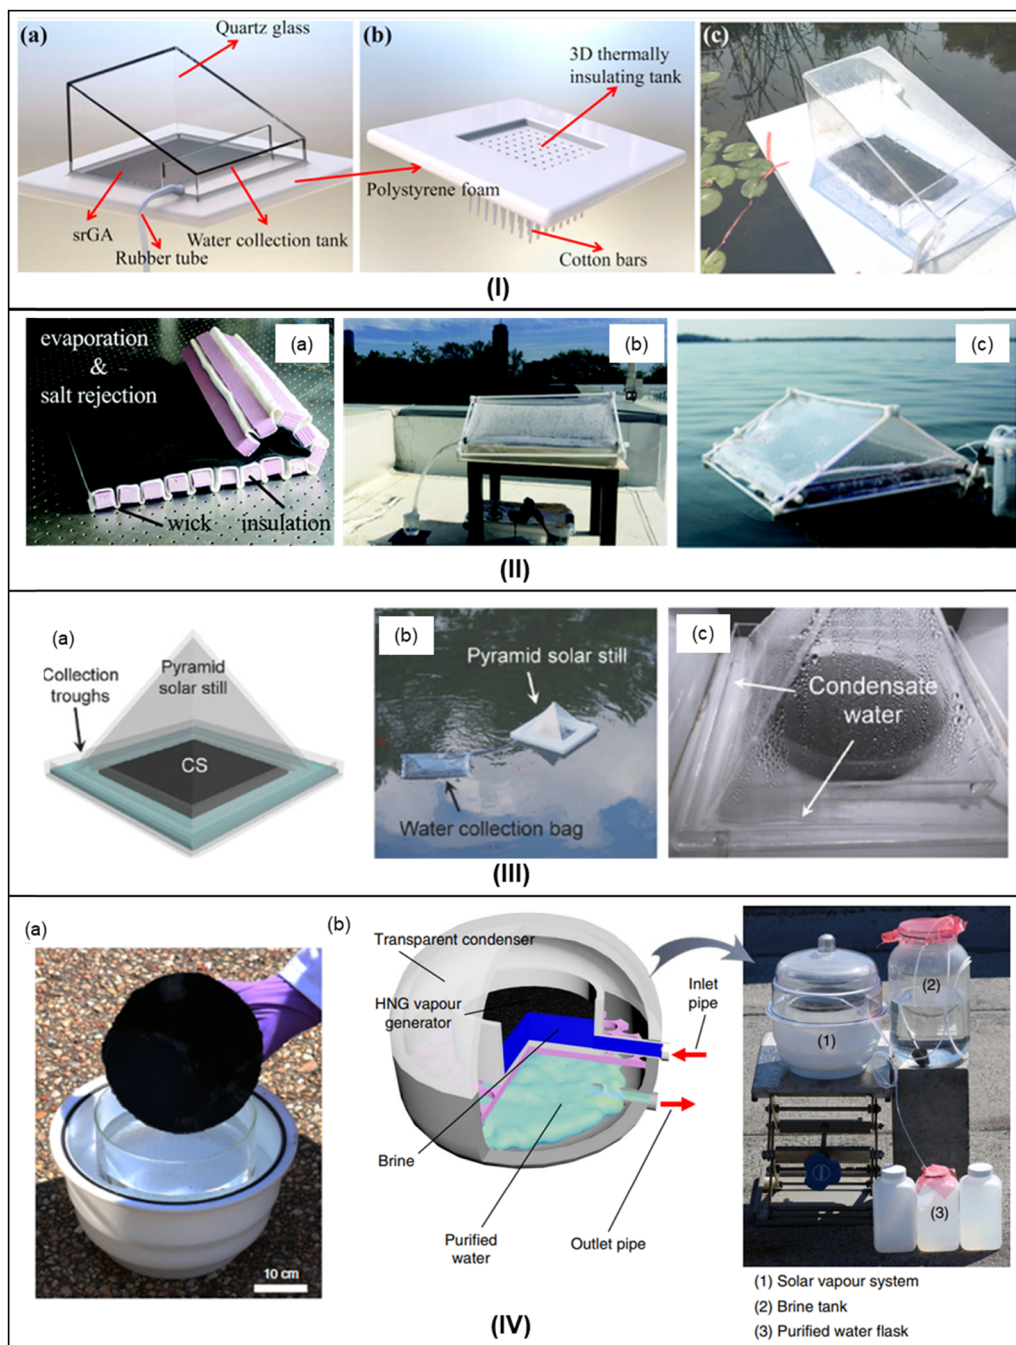 (a)
Quartz glass
srGA
Rubber tube
Water collection tank
(b)
3D thermally
insulating tank
Polystyrene foam
Cotton bars
(c)
(I)
evaporation
&
salt rejection
(a)
wick
insulation
(b)
(c)
(II)
(a)
Collection
troughs
Pyramid
solar still
CS
(b)
Pyramid solar still
Water collection bag
(c)
Condensate
water
(III)
(a)
10 cm
(b)
Transparent condenser
HNG vapour
generator
Inlet
pipe
Brine
Purified
water
Outlet pipe
(1)
(2)
(3)
(1) Solar vapour system
(2) Brine tank
(3) Purified water flask
(IV)